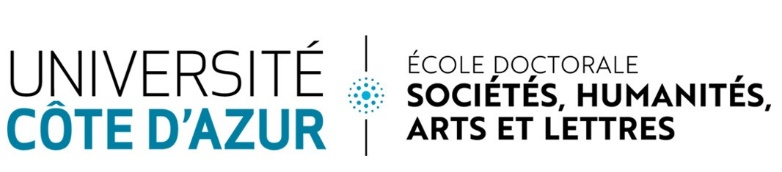 UNIVERSITÉ
CÔTE D'AZUR
ÉCOLE DOCTORALE
SOCIÉTÉS, HUMANITÉS,
ARTS ET LETTRES